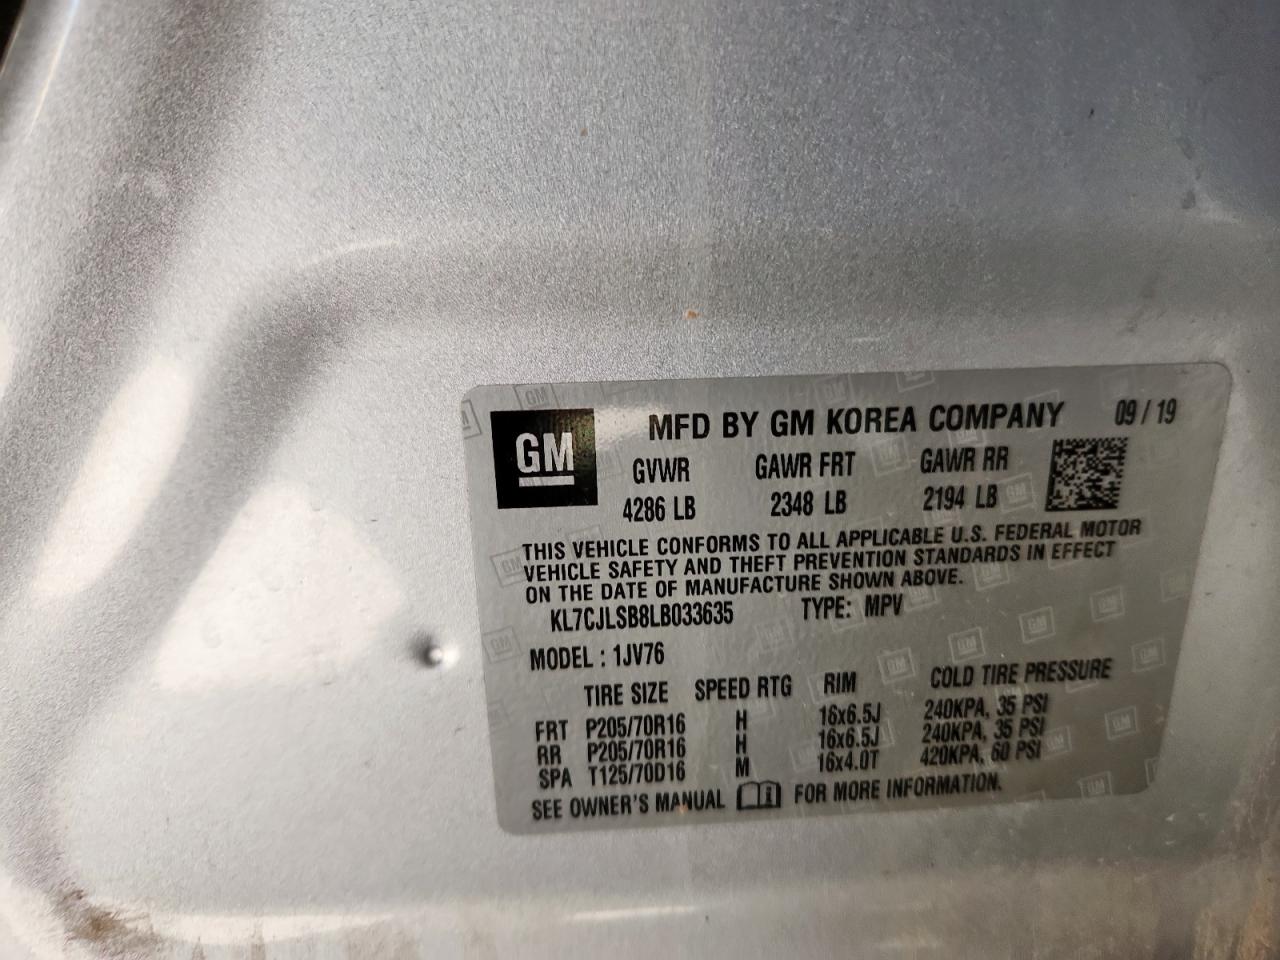 GM
MFD BY GM KOREA COMPANY 09 / 19
GVWR GAWR FRT GAWR RR
4286 LB 2348 LB 2194 LB
THIS VEHICLE CONFORMS TO ALL APPLICABLE U.S. FEDERAL MOTOR
VEHICLE SAFETY AND THEFT PREVENTION STANDARDS IN EFFECT
ON THE DATE OF MANUFACTURE SHOWN ABOVE.
KL7CJLSB8LB033635 TYPE: MPV
MODEL : 1JV76
TIRE SIZE SPEED RTG RIM COLD TIRE PRESSURE
FRT P205/70R16 H 16x6.5J 240KPA, 35 PSI
RR P205/70R16 H 16x6.5J 240KPA, 35 PSI
SPA T125/70D16 M 16x4.0T 420KPA, 60 PSI
SEE OWNER'S MANUAL FOR MORE INFORMATION.